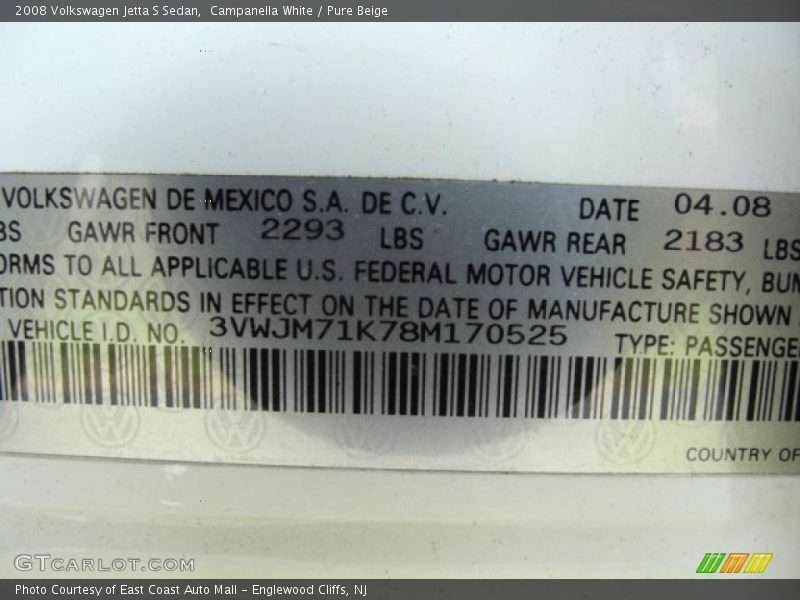 2008 Volkswagen Jetta S Sedan, Campanella White / Pure Beige
VOLKSWAGEN DE MEXICO S.A. DE C.V. DATE 04.08
BS GAWR FRONT 2293 LBS GAWR REAR 2183 LBS
ORMS TO ALL APPLICABLE U.S. FEDERAL MOTOR VEHICLE SAFETY, BUM
TION STANDARDS IN EFFECT ON THE DATE OF MANUFACTURE SHOWN
VEHICLE I.D. NO. 3VWJM71K78M170525 TYPE: PASSENGE
COUNTRY OF
GTCARLOT.COM
Photo Courtesy of East Coast Auto Mall – Englewood Cliffs, NJ